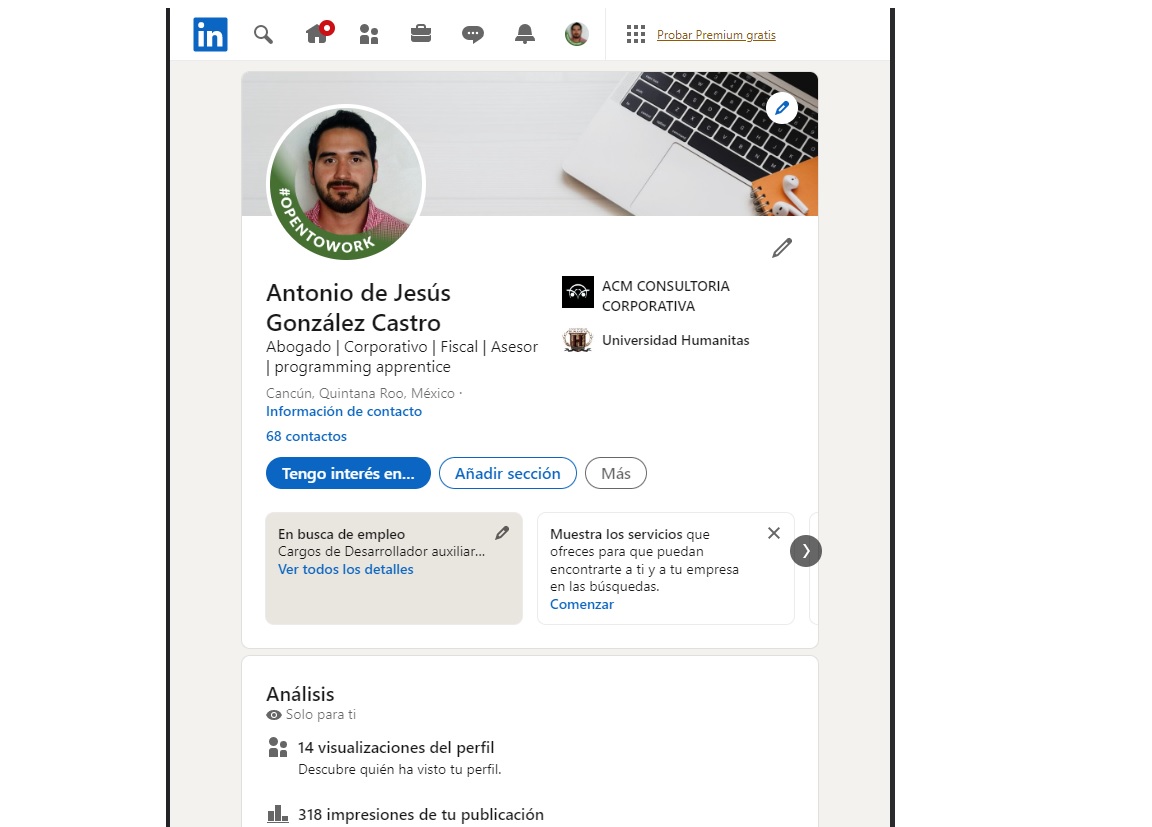 in
Probar Premium gratis
#OPENTOWORK
Antonio de Jesús
González Castro
Abogado | Corporativo | Fiscal | Asesor
| programming apprentice
Cancún, Quintana Roo, México ·
Información de contacto
68 contactos
ACM CONSULTORIA
CORPORATIVA
Universidad Humanitas
Tengo interés en...
Añadir sección
Más
En busca de empleo
Cargos de Desarrollador auxiliar...
Ver todos los detalles
Muestra los servicios que
ofreces para que puedan
encontrarte a ti y a tu empresa
en las búsquedas.
Comenzar
Análisis
Solo para ti
14 visualizaciones del perfil
Descubre quién ha visto tu perfil.
318 impresiones de tu publicación